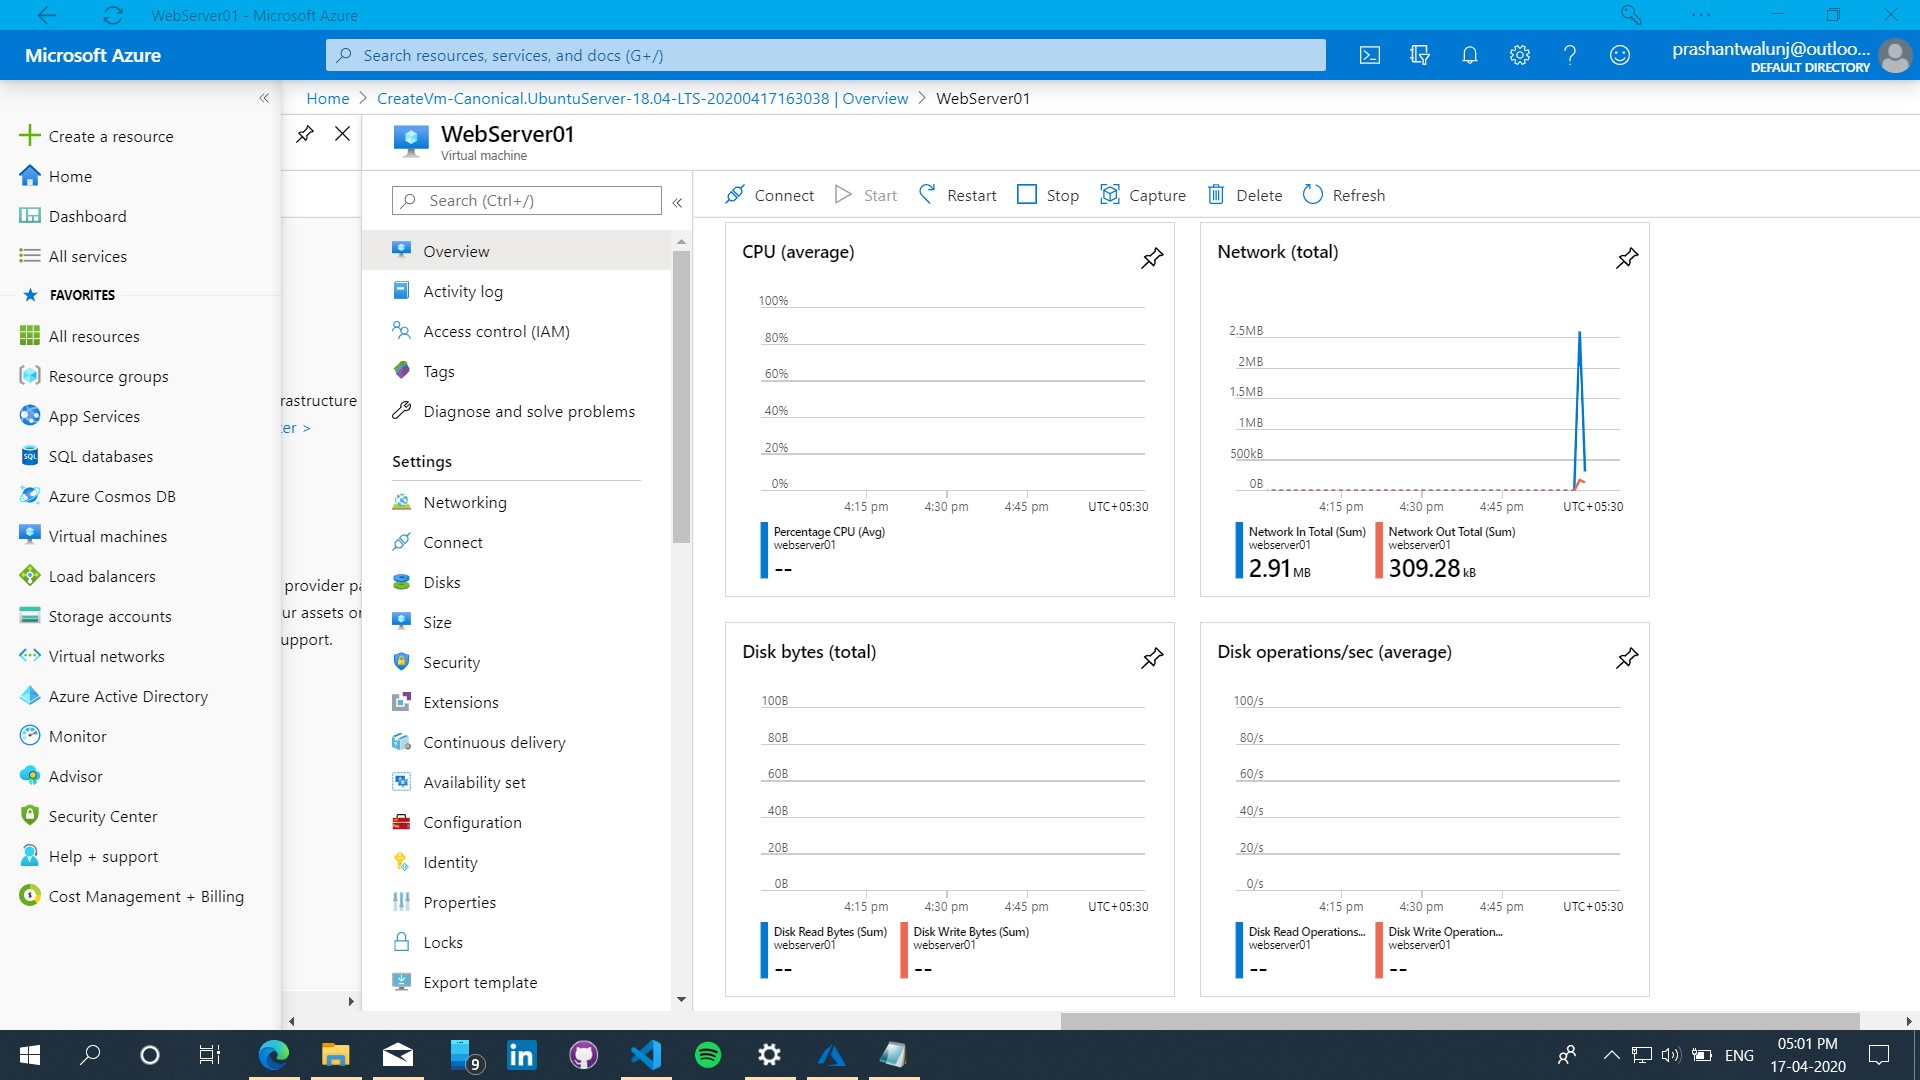 WebServer01 - Microsoft Azure
Microsoft Azure
Search resources, services, and docs (G+/)
prashantwalunj@outloo...
DEFAULT DIRECTORY
Home > CreateVm-Canonical.UbuntuServer-18.04-LTS-20200417163038 | Overview > WebServer01
Create a resource
Home
Dashboard
All services
FAVORITES
All resources
Resource groups
App Services
SQL databases
Azure Cosmos DB
Virtual machines
Load balancers
Storage accounts
Virtual networks
Azure Active Directory
Monitor
Advisor
Security Center
Help + support
Cost Management + Billing
rastructure
ter >
provider pa
ur assets or
upport.
WebServer01
Virtual machine
Search (Ctrl+/)
Overview
Activity log
Access control (IAM)
Tags
Diagnose and solve problems
Settings
Networking
Connect
Disks
Size
Security
Extensions
Continuous delivery
Availability set
Configuration
Identity
Properties
Locks
Export template
Connect Start Restart Stop Capture Delete Refresh
CPU (average)
100%
80%
60%
40%
20%
0%
4:15 pm 4:30 pm 4:45 pm UTC+05:30
Percentage CPU (Avg)
webserver01
--
Network (total)
2.5MB
2MB
1.5MB
1MB
500kB
0B
4:15 pm 4:30 pm 4:45 pm UTC+05:30
Network In Total (Sum) Network Out Total (Sum)
webserver01 webserver01
2.91 MB 309.28 kB
Disk bytes (total)
100B
80B
60B
40B
20B
0B
4:15 pm 4:30 pm 4:45 pm UTC+05:30
Disk Read Bytes (Sum) Disk Write Bytes (Sum)
webserver01 webserver01
-- --
Disk operations/sec (average)
100/s
80/s
60/s
40/s
20/s
0/s
4:15 pm 4:30 pm 4:45 pm UTC+05:30
Disk Read Operations... Disk Write Operation...
webserver01 webserver01
-- --
9
ENG
05:01 PM
17-04-2020